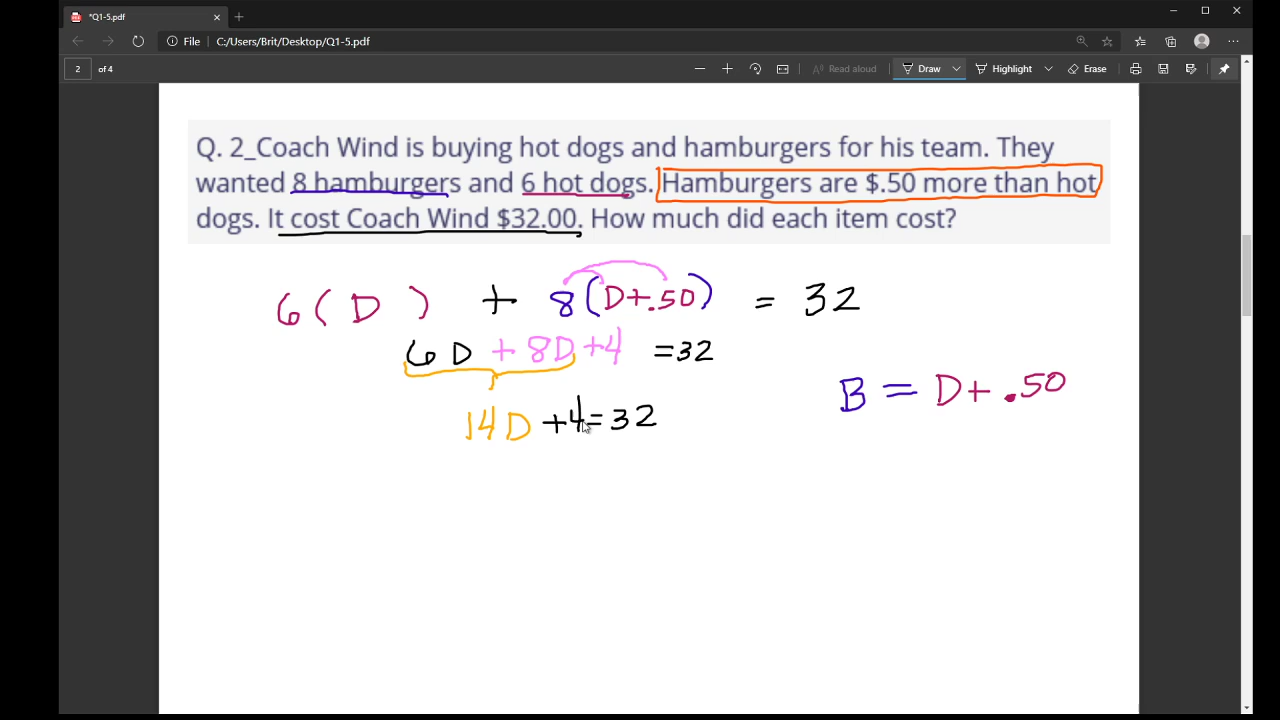 *Q1-5.pdf
File C:/Users/Brit/Desktop/Q1-5.pdf
2 of 4 Read aloud Draw Highlight Erase
Q. 2_Coach Wind is buying hot dogs and hamburgers for his team. They
wanted 8 hamburgers and 6 hot dogs. Hamburgers are $.50 more than hot
dogs. It cost Coach Wind $32.00. How much did each item cost?
6( D ) + 8(D+.50) = 32
6D + 8D +4 =32
B = D+ .50
14D +4=32